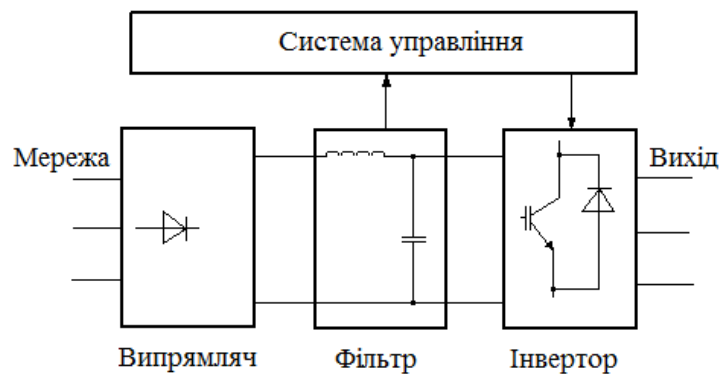 Система управління
Мережа
Вихід
Випрямляч
Фільтр
Інвертор